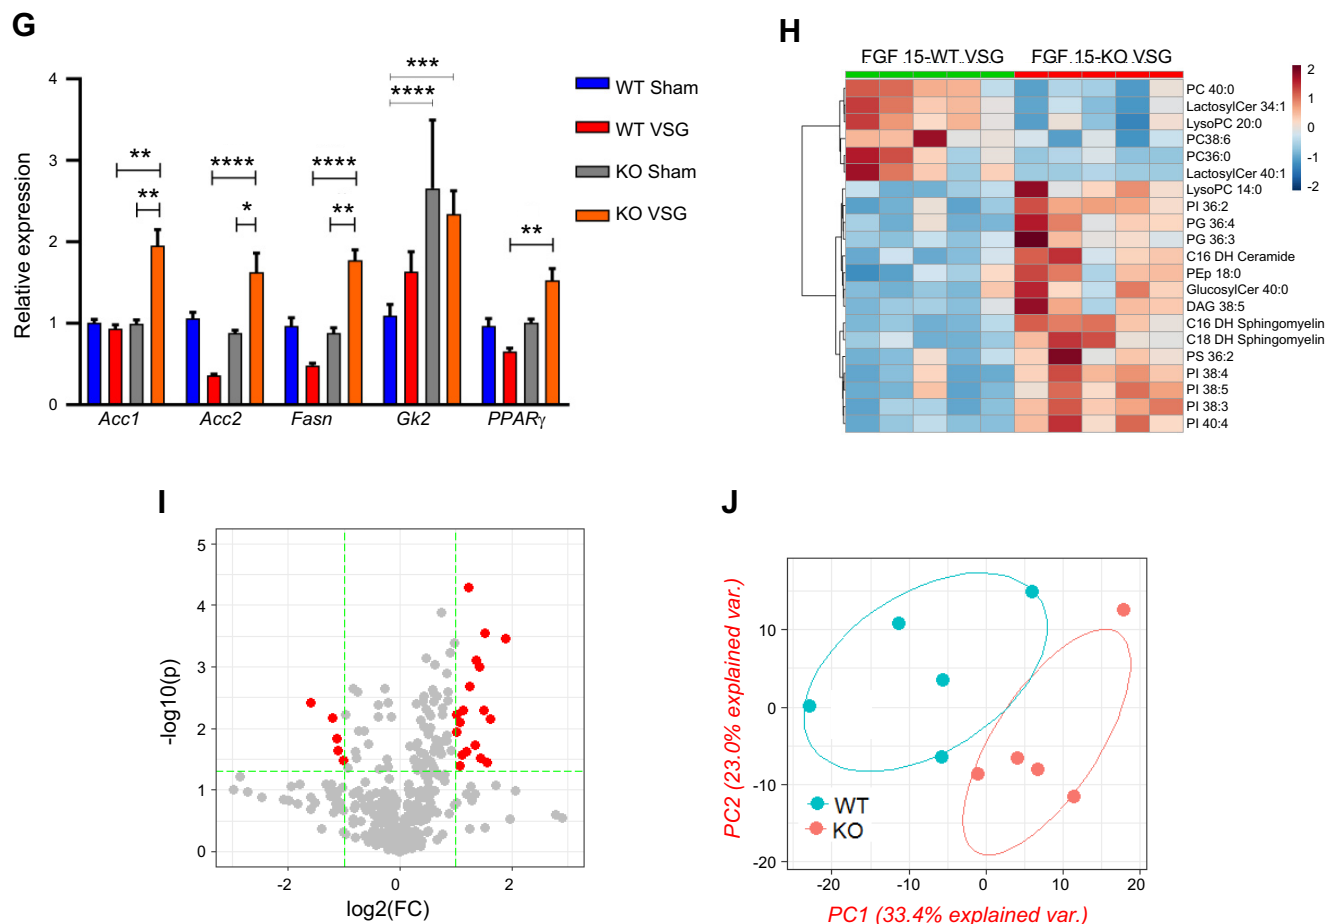 G
Relative expression
4
3
2
1
0
**
**
****
*
****
**
***
****
**
Acc1
Acc2
Fasn
Gk2
PPARγ
WT Sham
WT VSG
KO Sham
KO VSG
H
FGF 15-WT VSG
FGF 15-KO VSG
PC 40:0
LactosylCer 34:1
LysoPC 20:0
PC38:6
PC36:0
LactosylCer 40:1
LysoPC 14:0
PI 36:2
PG 36:4
PG 36:3
C16 DH Ceramide
PEp 18:0
GlucosylCer 40:0
DAG 38:5
C16 DH Sphingomyelin
C18 DH Sphingomyelin
PS 36:2
PI 38:4
PI 38:5
PI 38:3
PI 40:4
2
1
0
-1
-2
I
-log10(p)
5
4
3
2
1
0
-2
0
2
log2(FC)
J
PC2 (23.0% explained var.)
10
0
-10
-20
WT
KO
-20
-10
0
10
20
PC1 (33.4% explained var.)